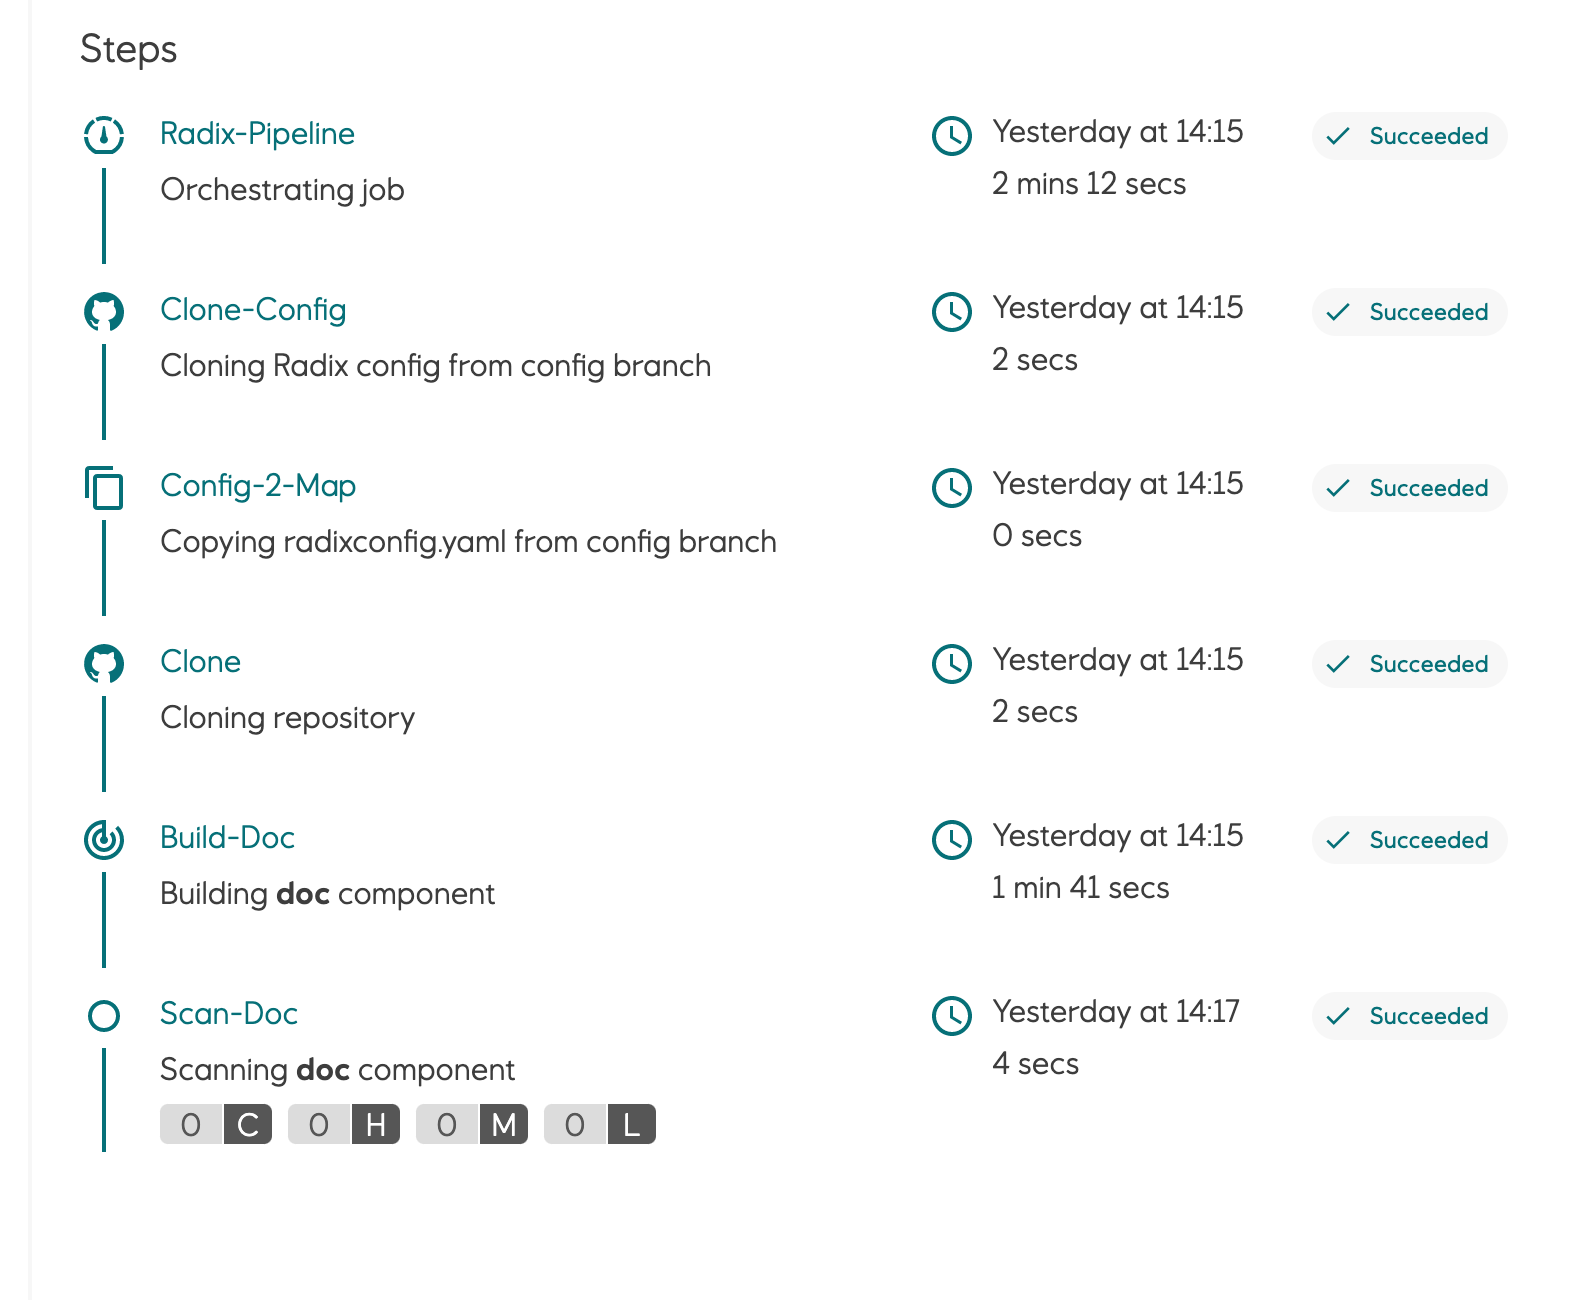 Steps
Radix-Pipeline
Orchestrating job
Yesterday at 14:15
2 mins 12 secs
Succeeded
Clone-Config
Cloning Radix config from config branch
Yesterday at 14:15
2 secs
Succeeded
Config-2-Map
Copying radixconfig.yaml from config branch
Yesterday at 14:15
0 secs
Succeeded
Clone
Cloning repository
Yesterday at 14:15
2 secs
Succeeded
Build-Doc
Building doc component
Yesterday at 14:15
1 min 41 secs
Succeeded
Scan-Doc
Scanning doc component
0 C 0 H 0 M 0 L
Yesterday at 14:17
4 secs
Succeeded